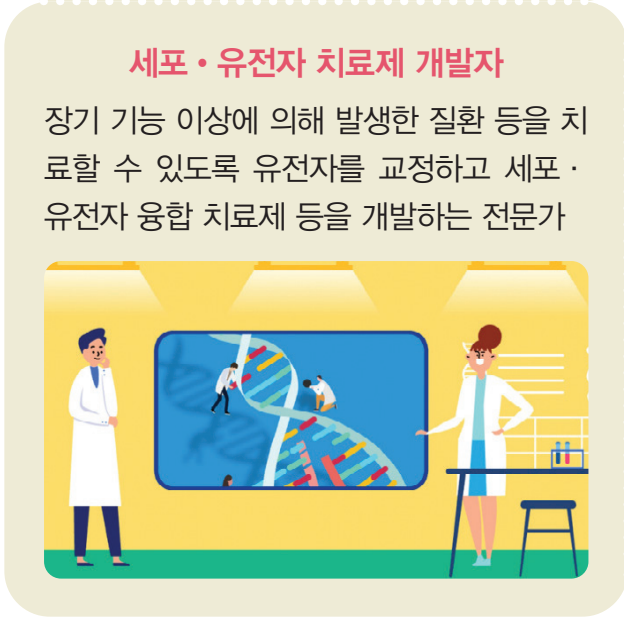 세포·유전자 치료제 개발자
장기 기능 이상에 의해 발생한 질환 등을 치
료할 수 있도록 유전자를 교정하고 세포·
유전자 융합 치료제 등을 개발하는 전문가